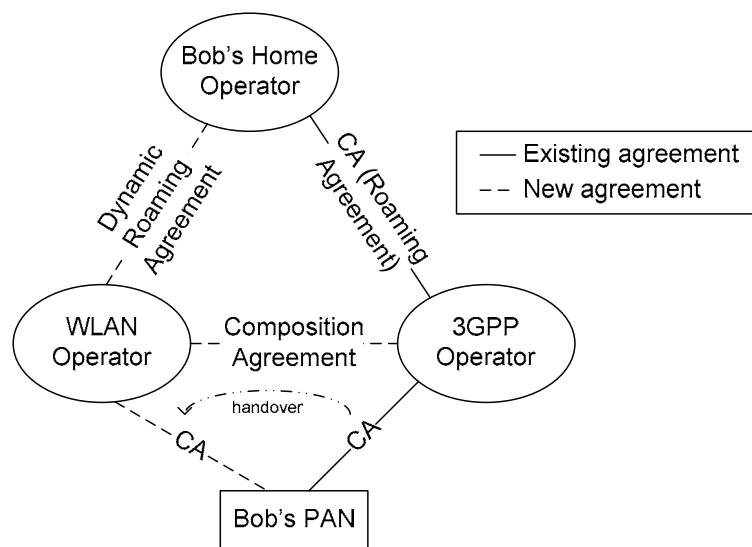 Bob's Home
Operator
Dynamic
Roaming
Agreement
CA (Roaming
Agreement)
Existing agreement
New agreement
WLAN
Operator
Composition
Agreement
3GPP
Operator
handover
CA
CA
Bob's PAN